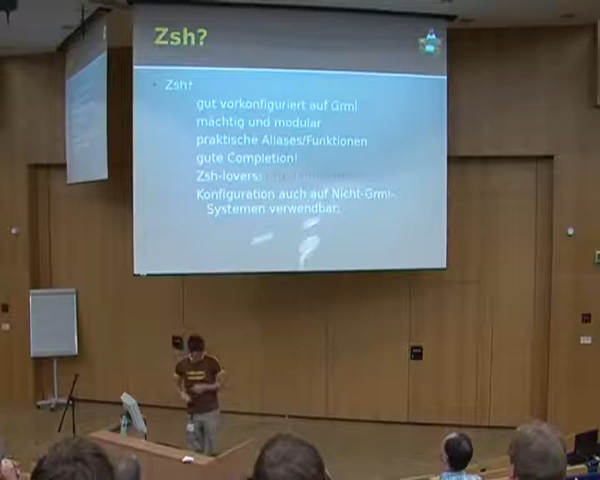 Zsh?
Zsh?
gut vorkonfiguriert auf Grml
mächtig und modular
praktische Aliases/Funktionen
gute Completion!
Zsh-lovers:
Konfiguration auch auf Nicht-Grml-
Systemen verwendbar: